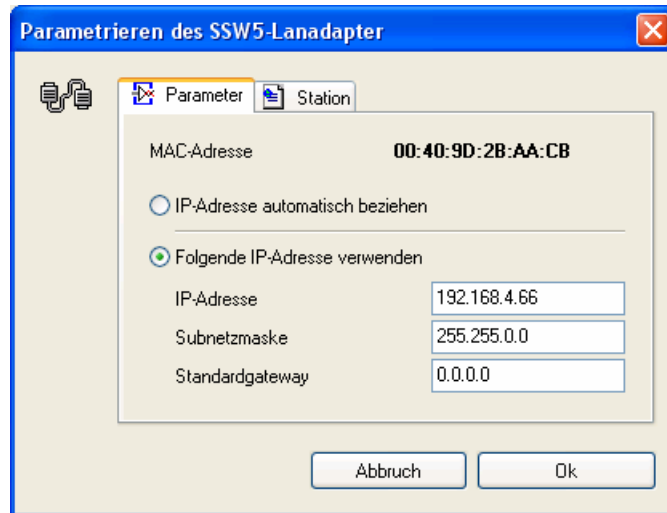 Parametrieren des SSW5-Lanadapter
Parameter
Station
MAC-Adresse 00:40:9D:2B:AA:CB
IP-Adresse automatisch beziehen
Folgende IP-Adresse verwenden
IP-Adresse 192.168.4.66
Subnetzmaske 255.255.0.0
Standardgateway 0.0.0.0
Abbruch Ok